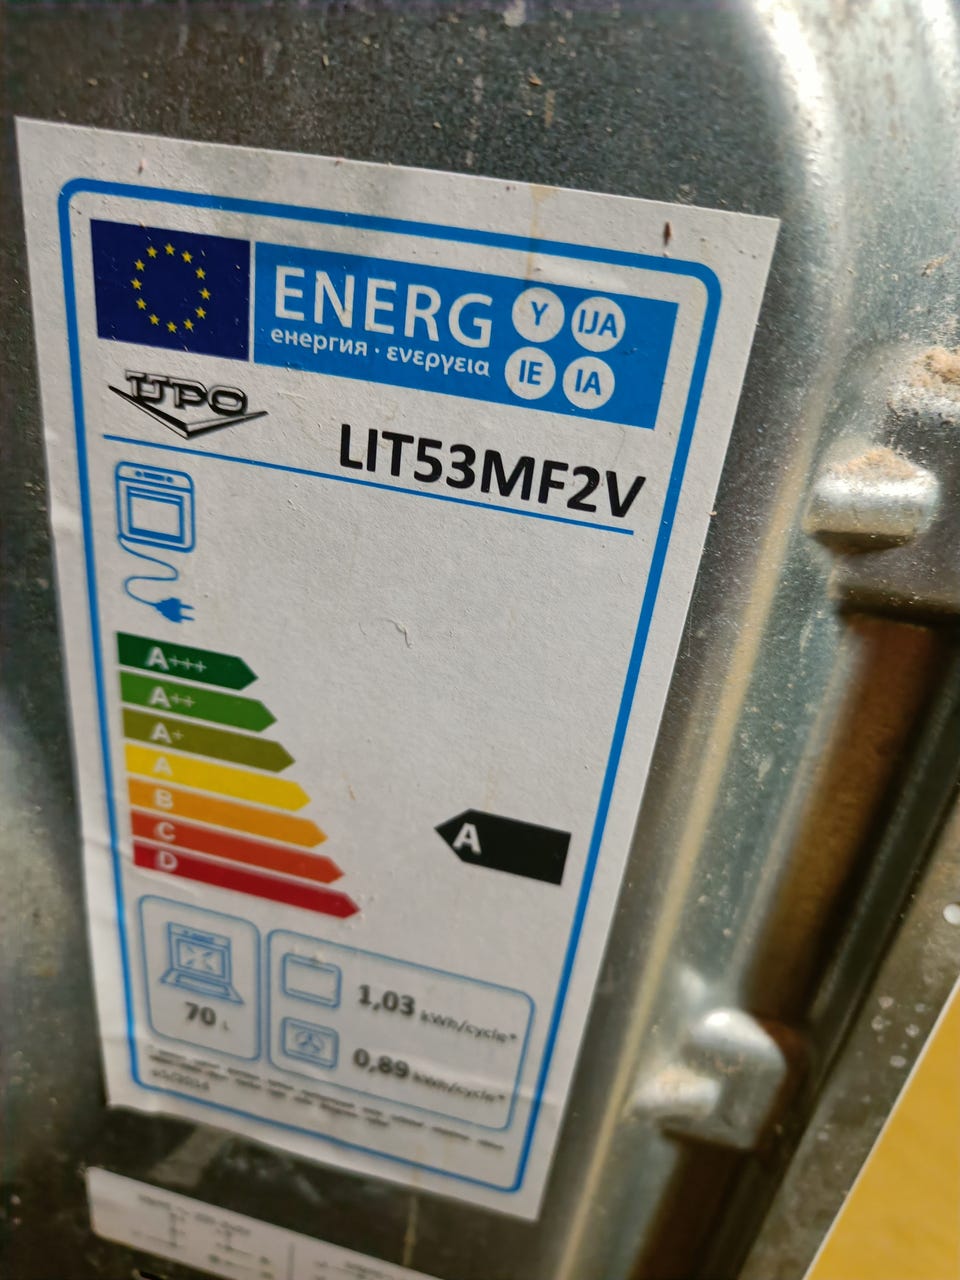 ENERG Y IJA
енергия · ενεργεια IE IA
UPO
LIT53MF2V
A+++
A++
A+
A
B
C
D
A
70 L
1,03 kWh/cycle*
0,89 kWh/cycle*